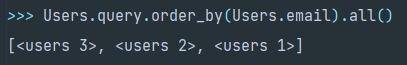 >>> Users.query.order_by(Users.email).all()
[<users 3>, <users 2>, <users 1>]